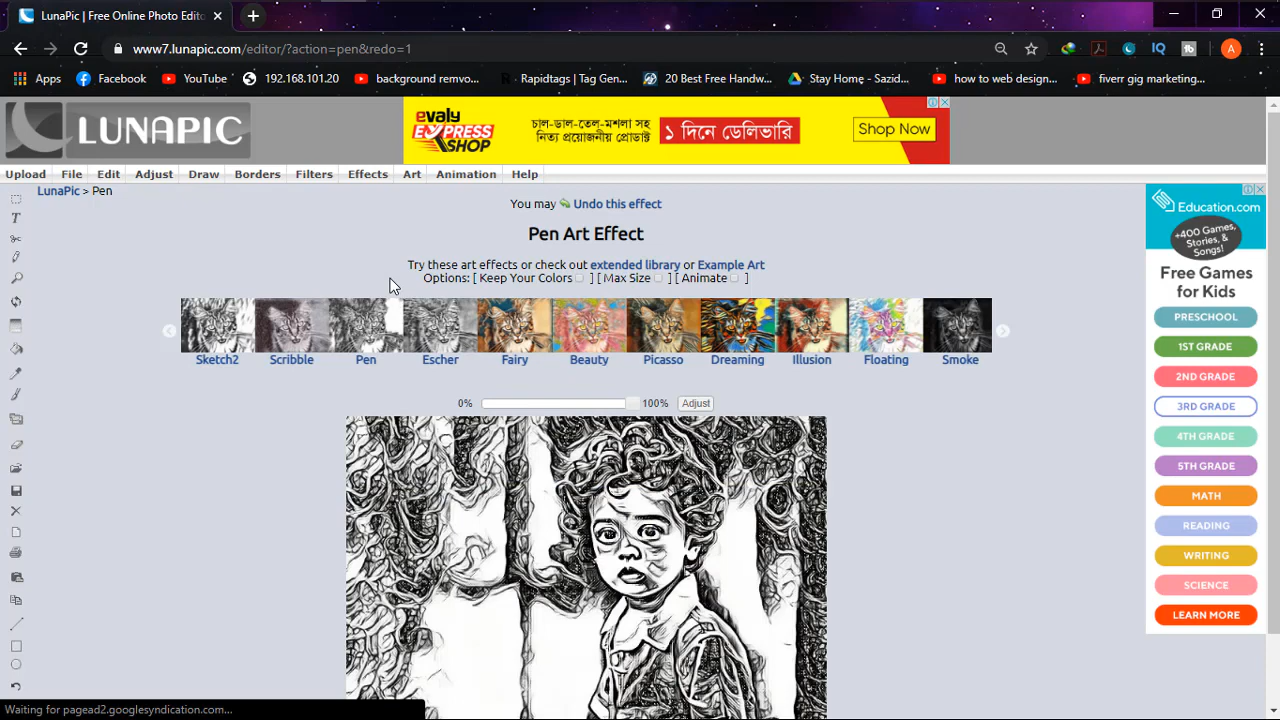 LunaPic | Free Online Photo Edito
www7.lunapic.com/editor/?action=pen&redo=1
A
Apps Facebook YouTube 192.168.101.20 background remvo... Rapidtags | Tag Gen... 20 Best Free Handw... Stay Home - Sazid... how to web design... fiverr gig marketing...
LUNAPIC
evaly
EXPRESS
SHOP
চাল-ডাল-তেল-মশলা সহ
নিত্য প্রয়োজনীয় প্রোডাক্ট
১ দিনে ডেলিভারি
Shop Now
Upload File Edit Adjust Draw Borders Filters Effects Art Animation Help
LunaPic > Pen
You may Undo this effect
Pen Art Effect
Try these art effects or check out extended library or Example Art
Options: [ Keep Your Colors ] [ Max Size ] [ Animate ]
Sketch2 Scribble Pen Escher Fairy Beauty Picasso Dreaming Illusion Floating Smoke
0% 100% Adjust
Education.com
+400 Games,
Stories, &
Songs!
Free Games
for Kids
PRESCHOOL
1ST GRADE
2ND GRADE
3RD GRADE
4TH GRADE
5TH GRADE
MATH
READING
WRITING
SCIENCE
LEARN MORE
Waiting for pagead2.googlesyndication.com...